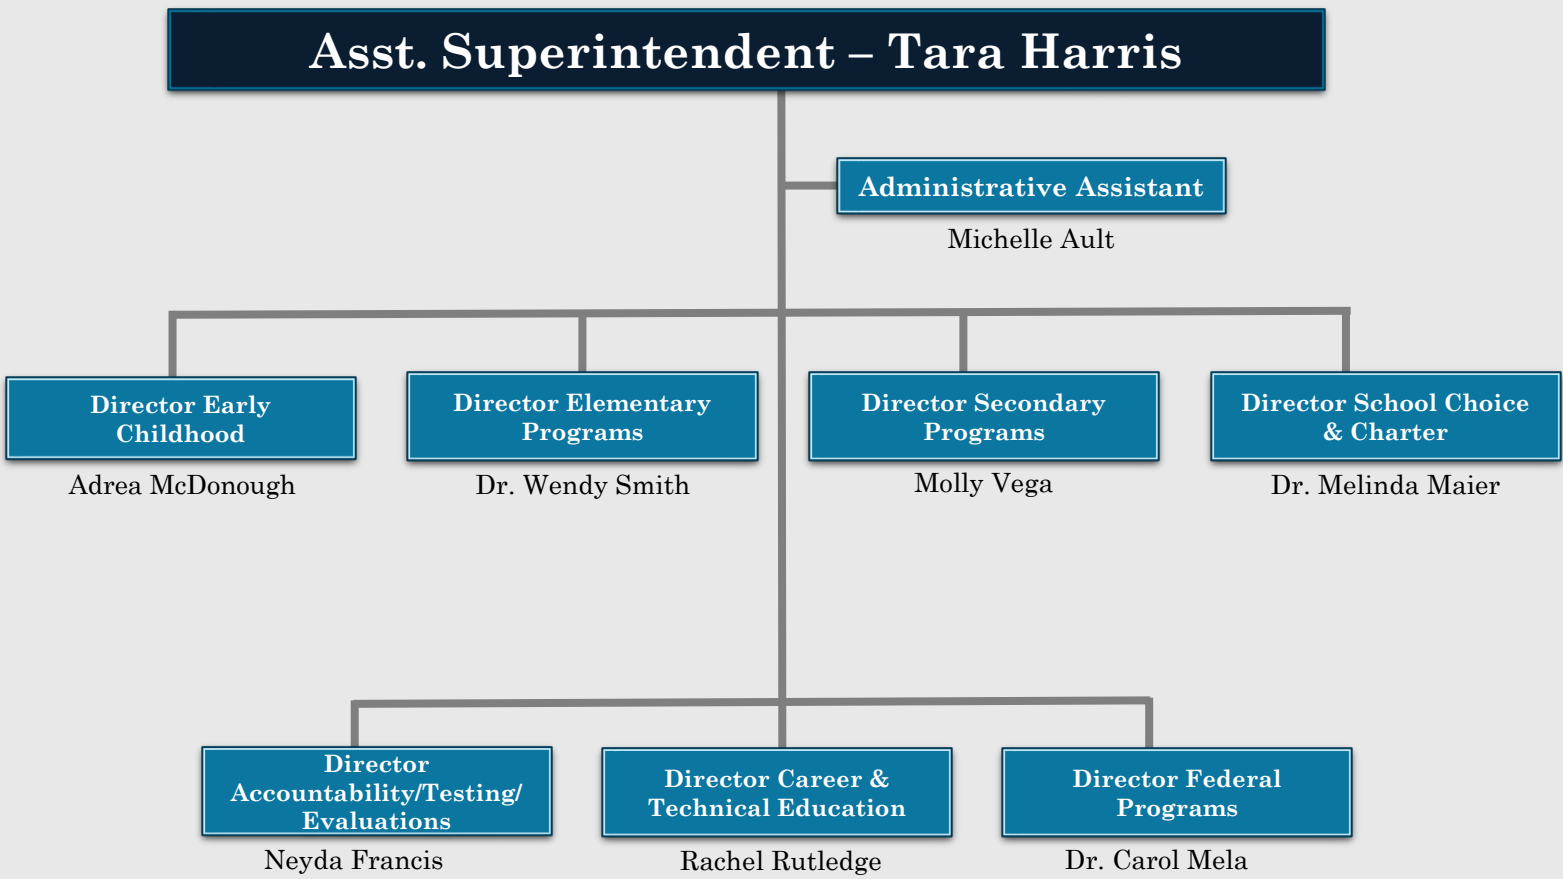 Asst. Superintendent – Tara Harris
Administrative Assistant
Michelle Ault
Director Early
Childhood
Adrea McDonough
Director Elementary
Programs
Dr. Wendy Smith
Director Secondary
Programs
Molly Vega
Director School Choice
& Charter
Dr. Melinda Maier
Director
Accountability/Testing/
Evaluations
Neyda Francis
Director Career &
Technical Education
Rachel Rutledge
Director Federal
Programs
Dr. Carol Mela